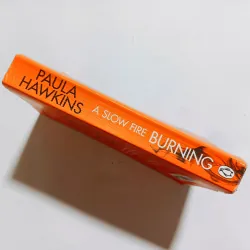 PAULA
HAWKINS
A SLOW FIRE BURNING